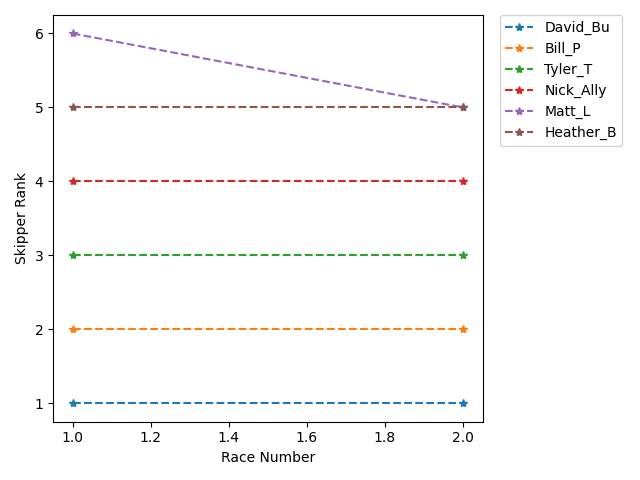 6
5
4
3
2
1
Skipper Rank
1.0 1.2 1.4 1.6 1.8 2.0
Race Number
David_Bu
Bill_P
Tyler_T
Nick_Ally
Matt_L
Heather_B